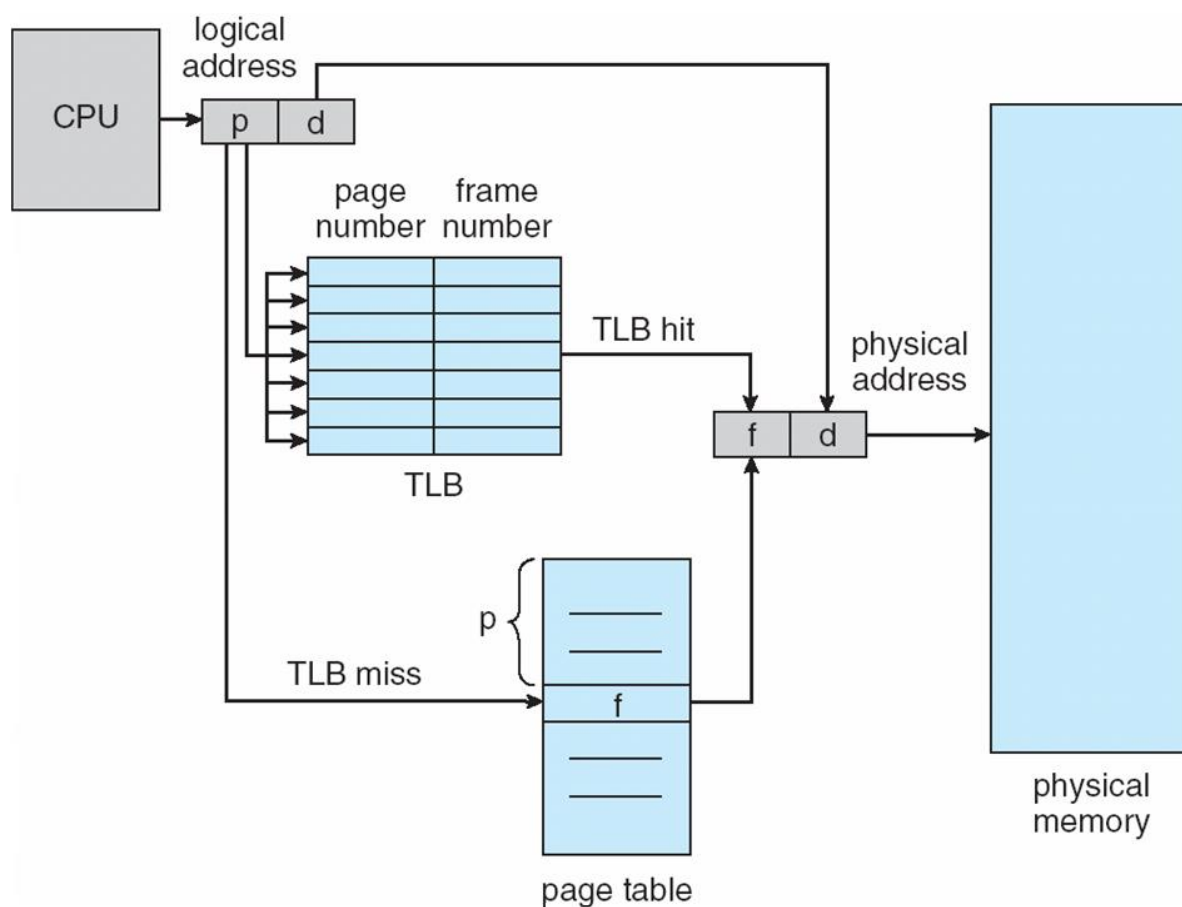 logical
address
CPU
p
d
page
number
frame
number
TLB hit
physical
address
f
d
TLB
p
TLB miss
f
physical
memory
page table